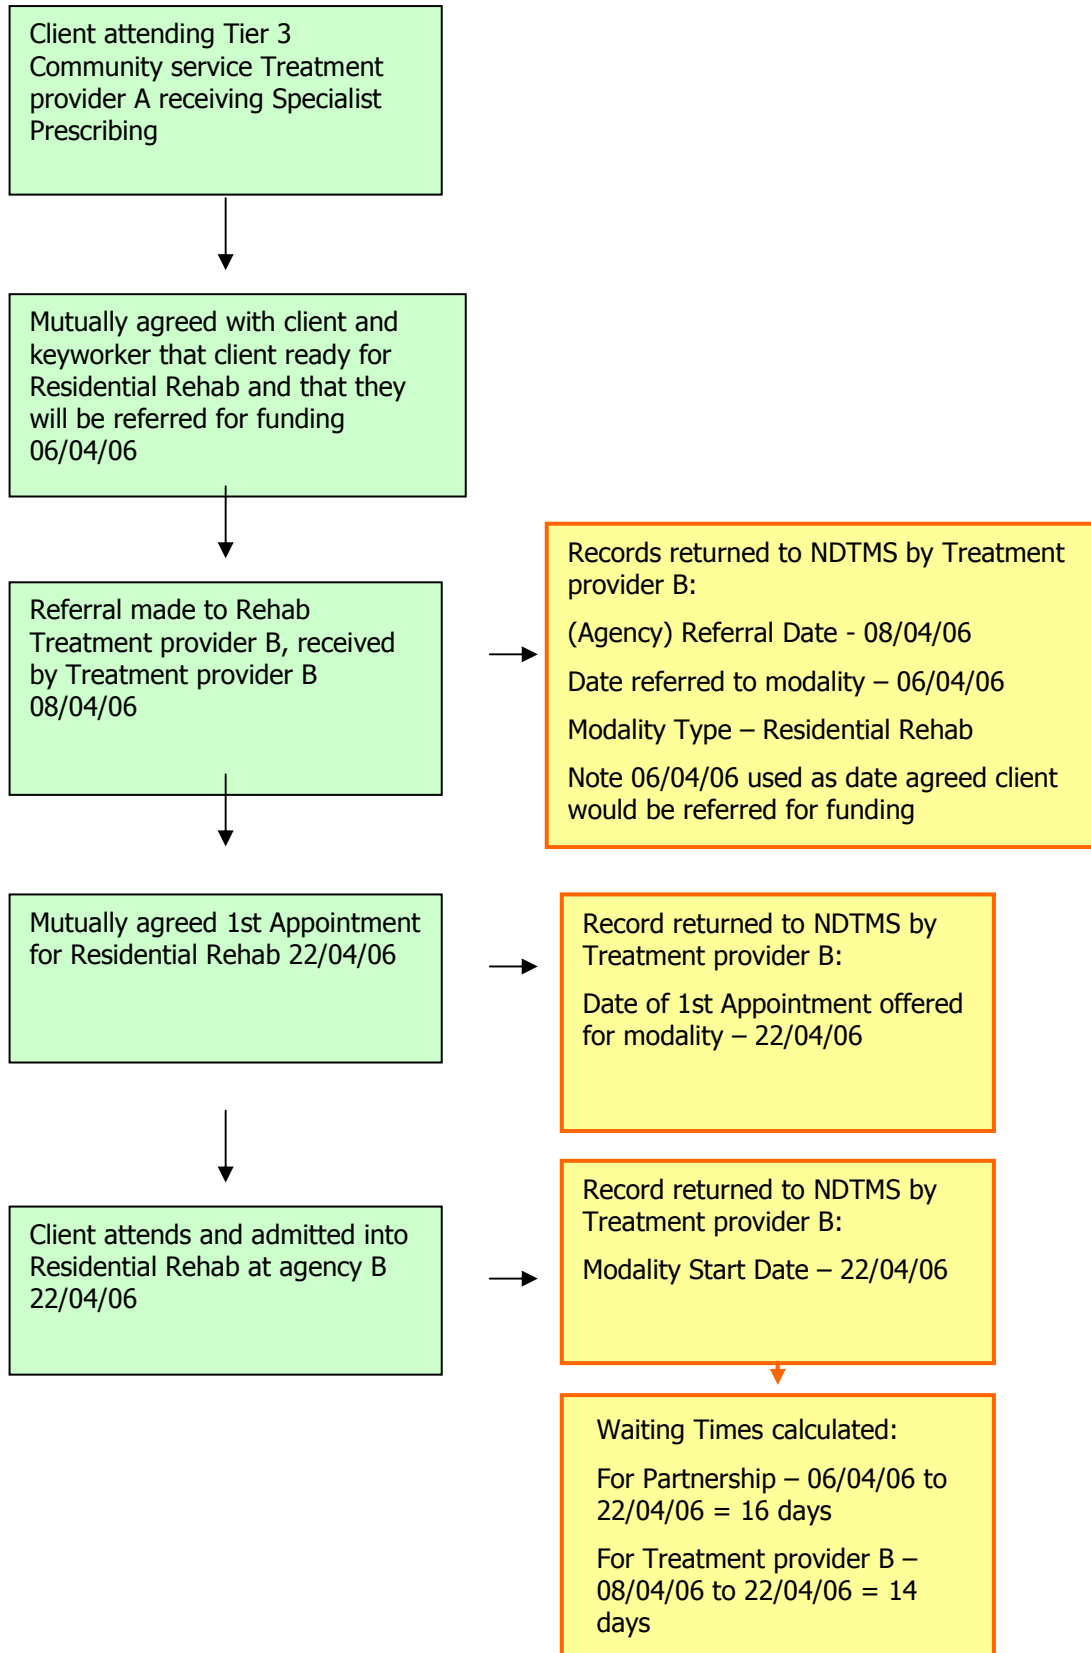 Client attending Tier 3
Community service Treatment
provider A receiving Specialist
Prescribing
Mutually agreed with client and
keyworker that client ready for
Residential Rehab and that they
will be referred for funding
06/04/06
Referral made to Rehab
Treatment provider B, received
by Treatment provider B
08/04/06
Records returned to NDTMS by Treatment
provider B:
(Agency) Referral Date - 08/04/06
Date referred to modality – 06/04/06
Modality Type – Residential Rehab
Note 06/04/06 used as date agreed client
would be referred for funding
Mutually agreed 1st Appointment
for Residential Rehab 22/04/06
Record returned to NDTMS by
Treatment provider B:
Date of 1st Appointment offered
for modality – 22/04/06
Client attends and admitted into
Residential Rehab at agency B
22/04/06
Record returned to NDTMS by
Treatment provider B:
Modality Start Date – 22/04/06
Waiting Times calculated:
For Partnership – 06/04/06 to
22/04/06 = 16 days
For Treatment provider B –
08/04/06 to 22/04/06 = 14
days